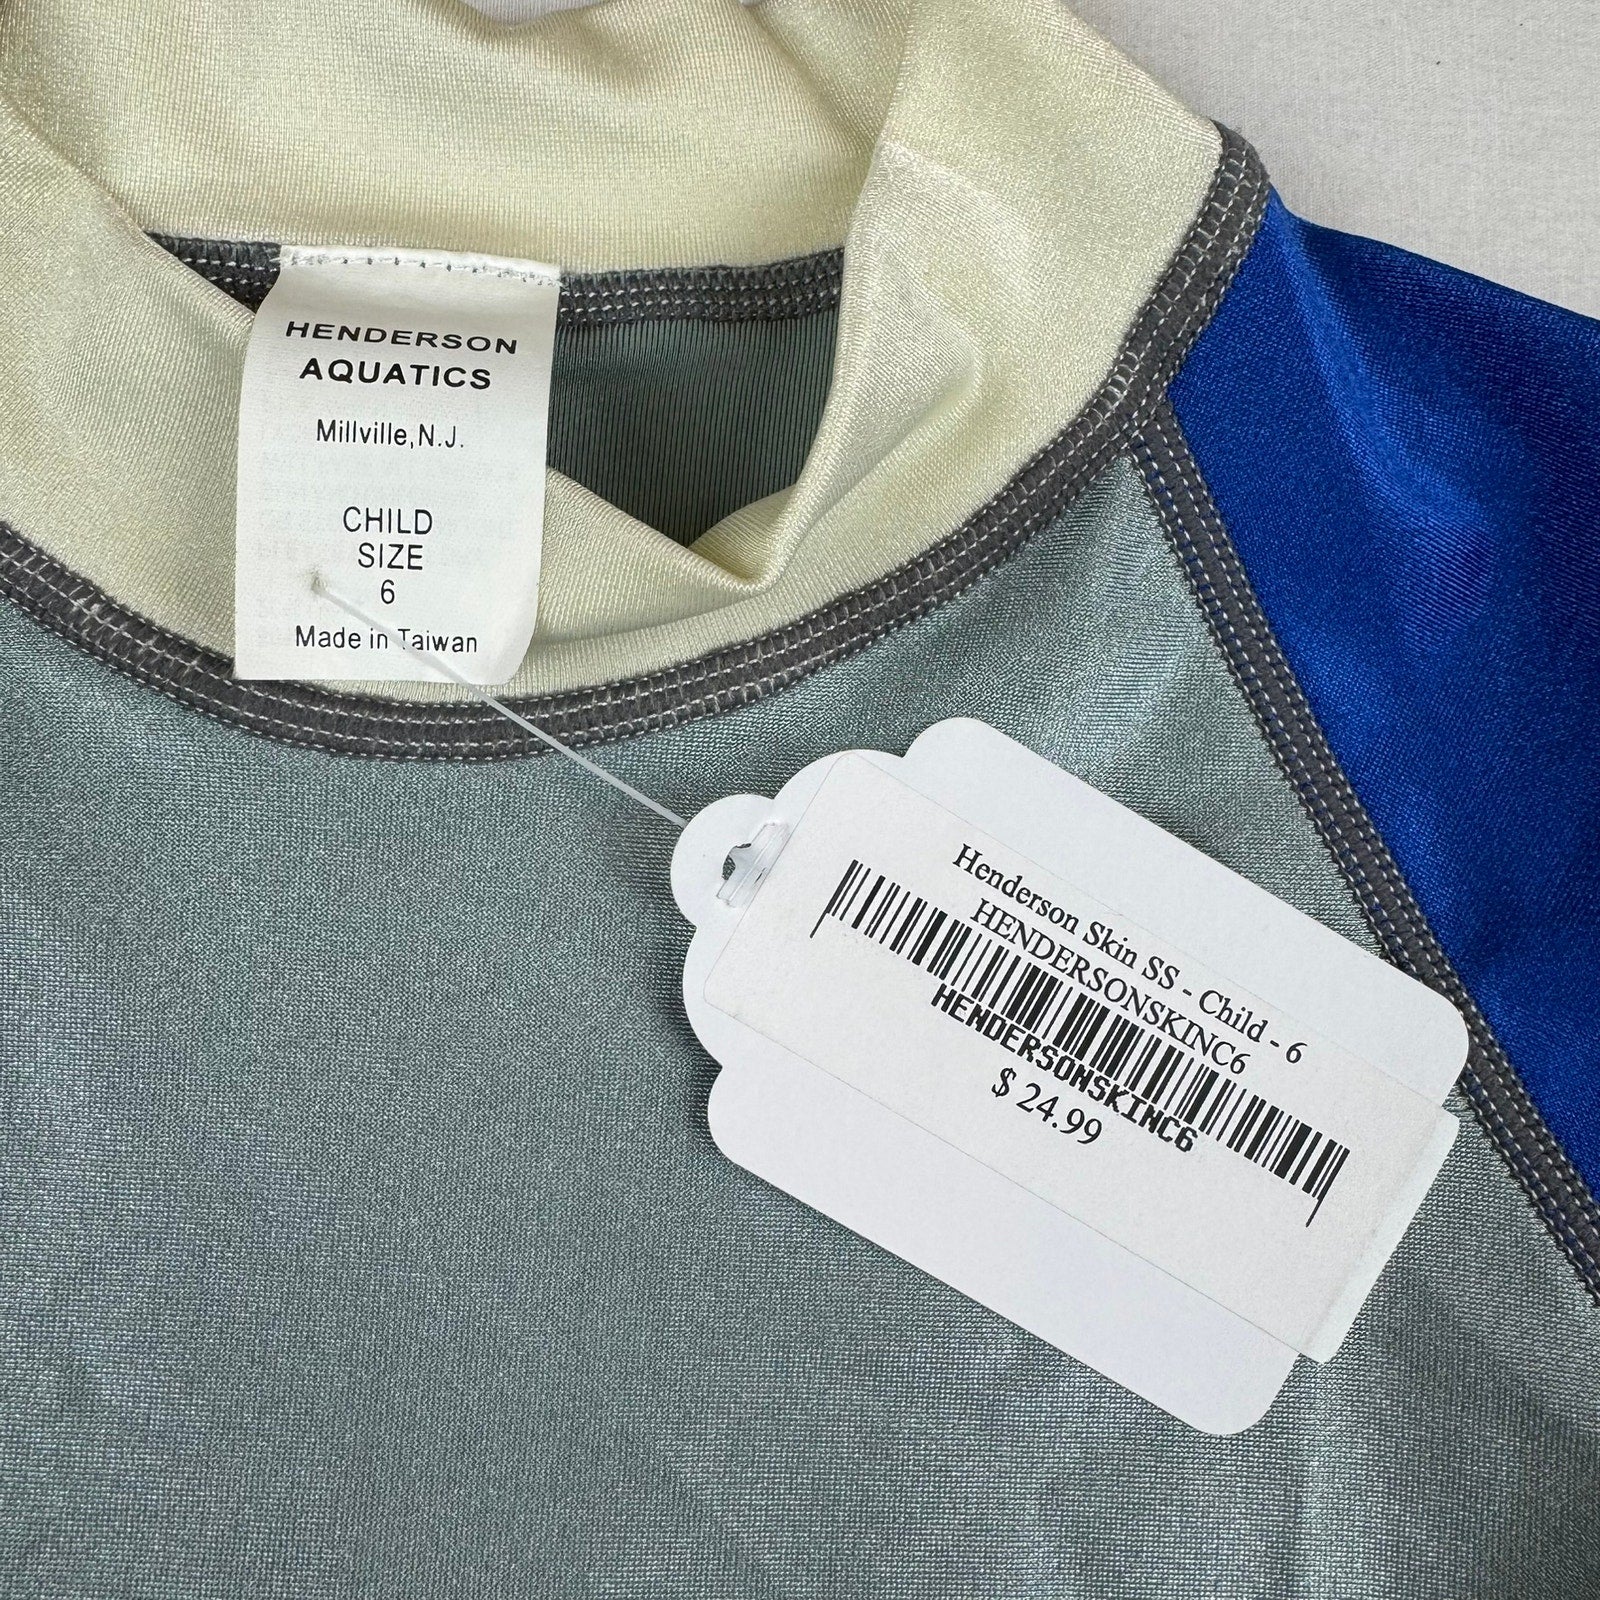 HENDERSON
AQUATICS
Millville,N.J.
CHILD
SIZE
6
Made in Taiwan
Henderson Skin SS - Child - 6
HENDERSONSKINC6
HENDERSONSKINC6
$ 24.99